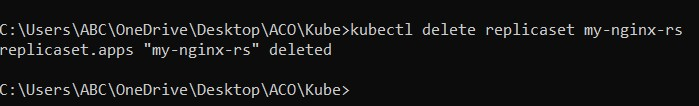 C:\Users\ABC\OneDrive\Desktop\ACO\Kube>kubectl delete replicaset my-nginx-rs
replicaset.apps "my-nginx-rs" deleted
C:\Users\ABC\OneDrive\Desktop\ACO\Kube>